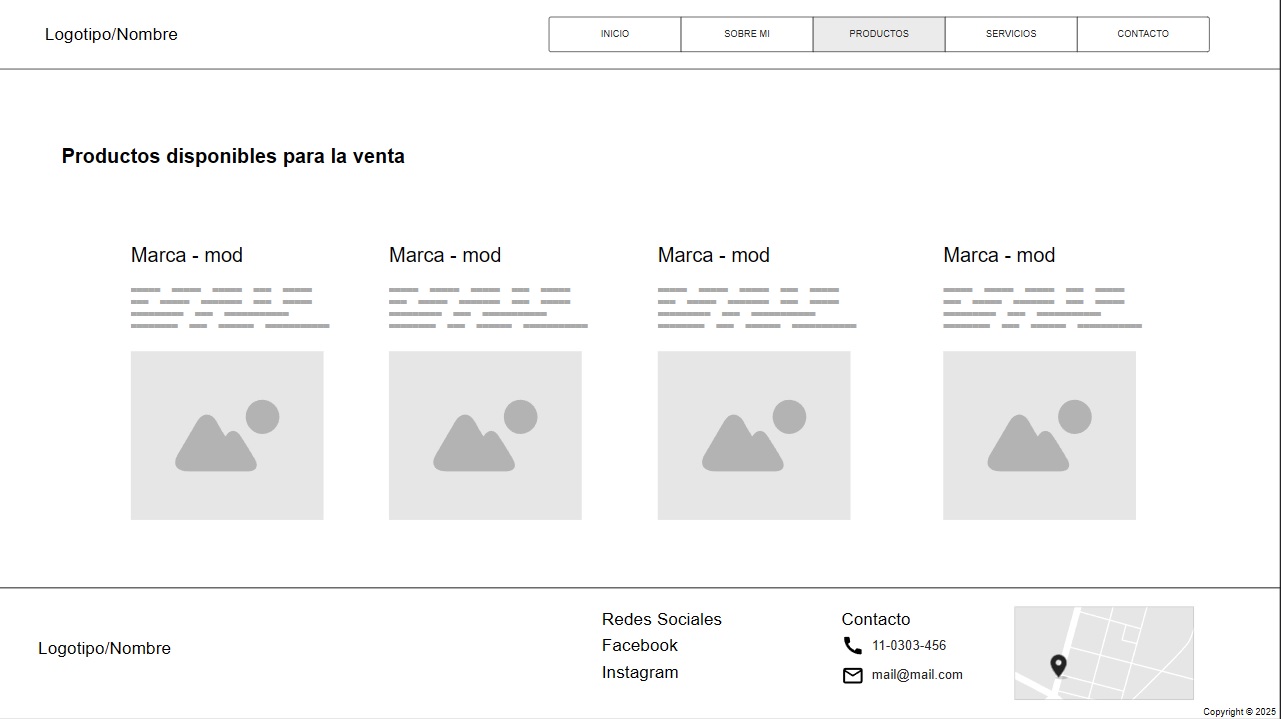 Logotipo/Nombre
INICIO
SOBRE MI
PRODUCTOS
SERVICIOS
CONTACTO
Productos disponibles para la venta
Marca - mod
Marca - mod
Marca - mod
Marca - mod
Logotipo/Nombre
Redes Sociales
Facebook
Instagram
Contacto
11-0303-456
mail@mail.com
Copyright © 2025